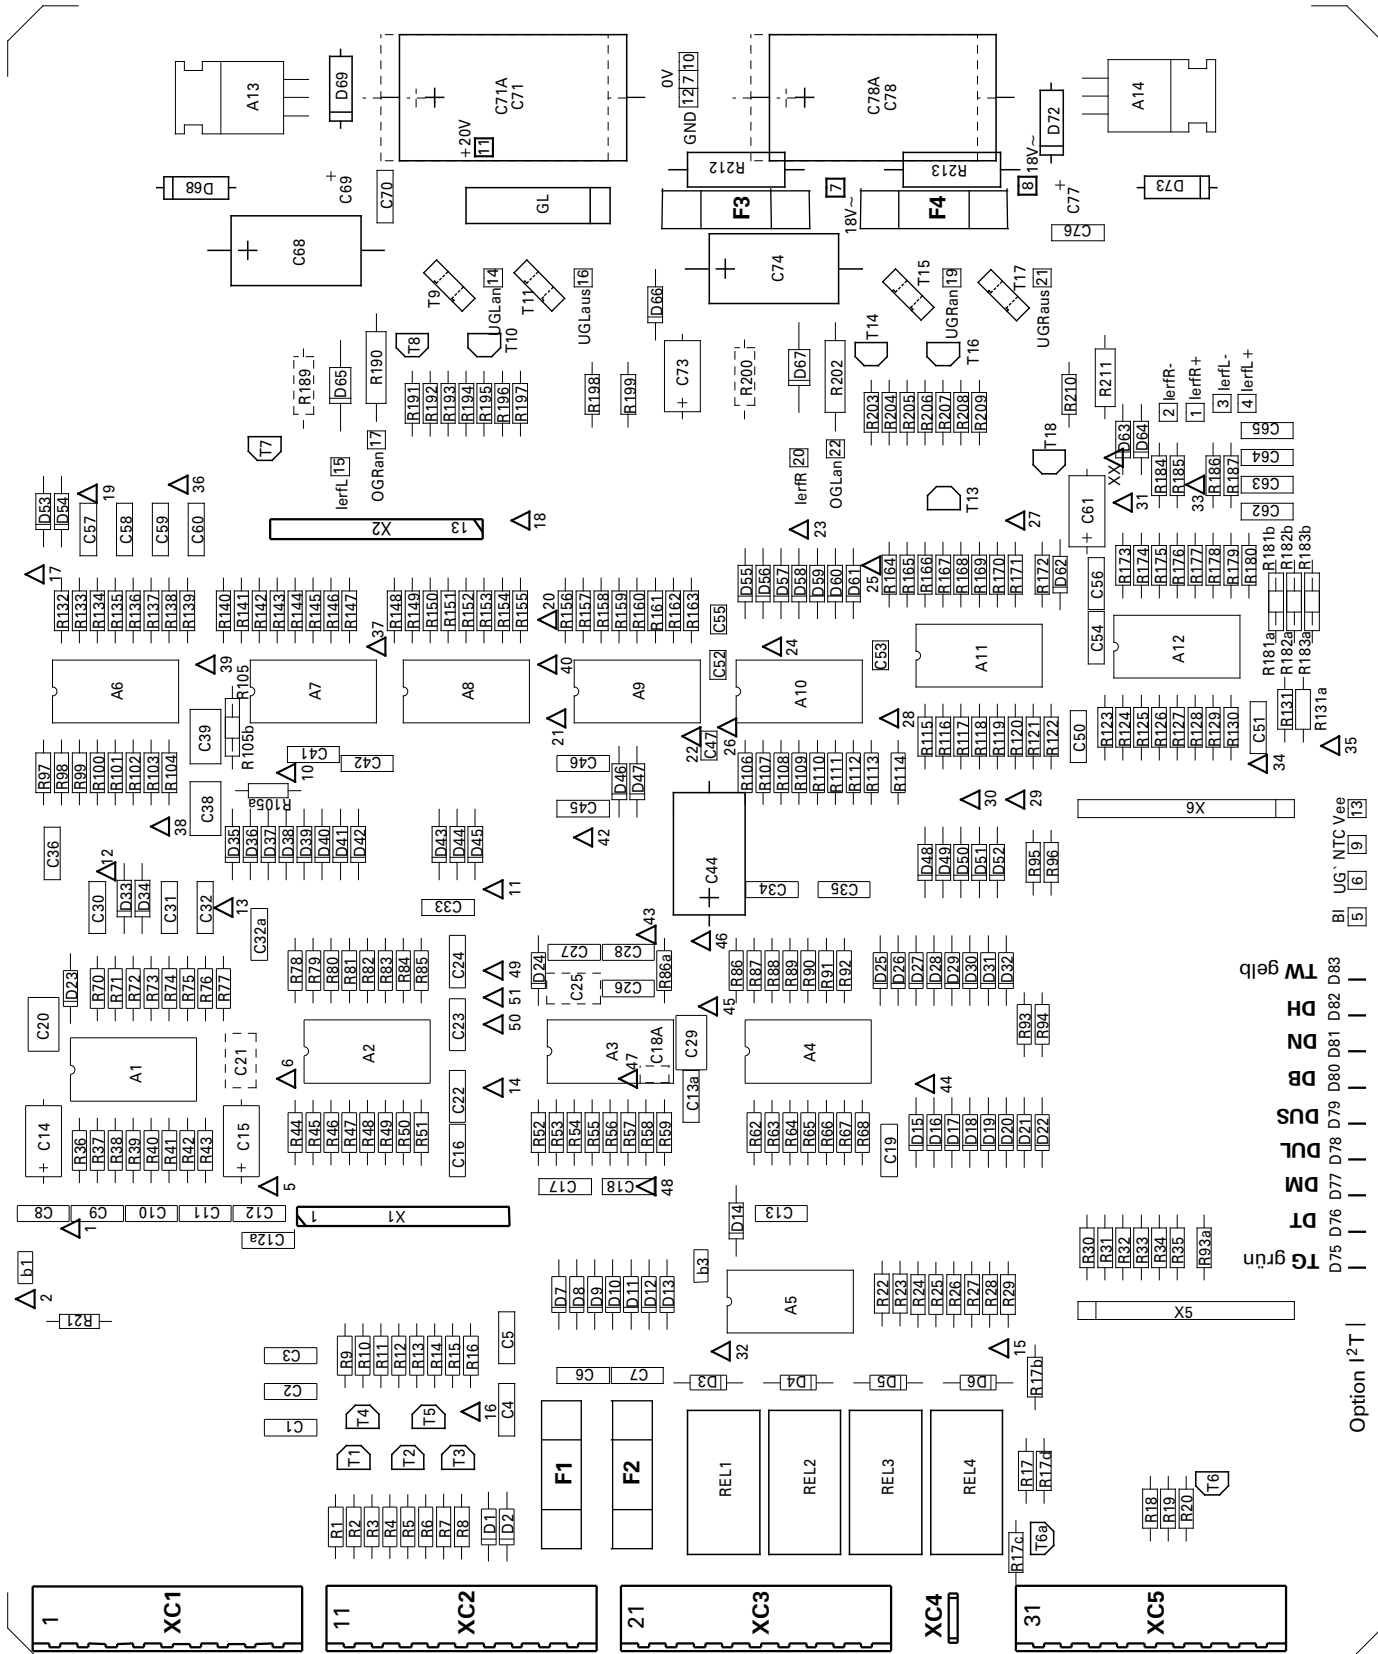 A13
D69
C71A
C71
+20V
11
0V
10
7
12
GND
C78A
C78
D72
A14
D68
+
C69
C70
GL
R212
F3
7
18V~
R213
F4
8
18V~
+
C77
C76
D73
C68
C74
T9
UGLan 14
T11
UGLaus 16
D66
T15
UGRan 19
T17
UGRaus 21
R189
D65
R190
T8
T10
R191
R192
R193
R194
R195
R196
R197
R198
R199
C73
R200
D67
R202
T14
T16
R203
R204
R205
R206
R207
R208
R209
R210
R211
2 IerfR-
1 IerfR+
3 IerfL-
4 IerfL+
T7
IerfL 15
OGRan 17
IerfR 20
OGLan 22
T13
T18
D63
D64
XX
R184
R185
R186
R187
33
C65
C64
C63
C62
D53
D54
19
36
C57
C58
C59
C60
X2
13
18
23
27
C61
31
17
R132
R133
R134
R135
R136
R137
R138
R139
R140
R141
R142
R143
R144
R145
R146
R147
R148
R149
R150
R151
R152
R153
R154
R155
20
R156
R157
R158
R159
R160
R161
R162
R163
C55
D55
D56
D57
D58
D59
D60
D61
25
R164
R165
R166
R167
R168
R169
R170
R171
R172
D62
C56
C54
R173
R174
R175
R176
R177
R178
R179
R180
R181b
R182b
R183b
R181a
R182a
R183a
A6
39
R105
A7
37
A8
40
A9
C52
24
A10
C53
A11
A12
R131
R131a
R97
R98
R99
R100
R101
R102
R103
R104
C39
R105b
C41
C42
10
R105a
C38
38
21
C46
C45
D46
D47
42
22
C47
26
R106
R107
R108
R109
R110
R111
R112
R113
R114
28
R115
R116
R117
R118
R119
R120
R121
R122
C50
R123
R124
R125
R126
R127
R128
R129
R130
C51
34
35
30
29
X6
C36
12
D33
D34
C30
C31
C32
13
C32a
D35
D36
D37
D38
D39
D40
D41
D42
D43
D44
D45
11
C33
C44
C34
C35
D48
D49
D50
D51
D52
R95
R96
Vee 13
NTC 9
UG` 6
BI 5
D23
R70
R71
R72
R73
R74
R75
R76
R77
C20
R78
R79
R80
R81
R82
R83
R84
R85
C24
49
51
50
C23
D24
C27
C28
C25
C26
43
R86a
46
45
R86
R87
R88
R89
R90
R91
R92
D25
D26
D27
D28
D29
D30
D31
D32
R93
R94
TW gelb D83
DH D82
DN D81
DB D80
DUS D79
DUL D78
DM D77
DT D76
TG grün D75
A1
C21
6
A2
14
A3
C18A
47
C29
C13a
A4
44
C14
R36
R37
R38
R39
R40
R41
R42
R43
C15
5
R44
R45
R46
R47
R48
R49
R50
R51
C22
C16
R52
R53
R54
R55
R56
R57
R58
R59
C17
C18
48
R62
R63
R64
R65
R66
R67
R68
C19
D15
D16
D17
D18
D19
D20
D21
D22
C8
C9
C10
C11
C12
C12a
1
1
X1
D14
C13
b1
2
R21
b3
A5
D7
D8
D9
D10
D11
D12
D13
R22
R23
R24
R25
R26
R27
R28
R29
R30
R31
R32
R33
R34
R35
R93a
X5
C3
C2
C1
R9
R10
R11
R12
R13
R14
R15
R16
C5
C4
C6
C7
32
15
D3
D4
D5
D6
R17b
Option I²T
T4
T5
16
T1
T2
T3
F1
F2
REL1
REL2
REL3
REL4
R17
R17d
R17c
T6a
R18
R19
R20
T6
R1
R2
R3
R4
R5
R6
R7
R8
D1
D2
1
XC1
11
XC2
21
XC3
XC4
31
XC5